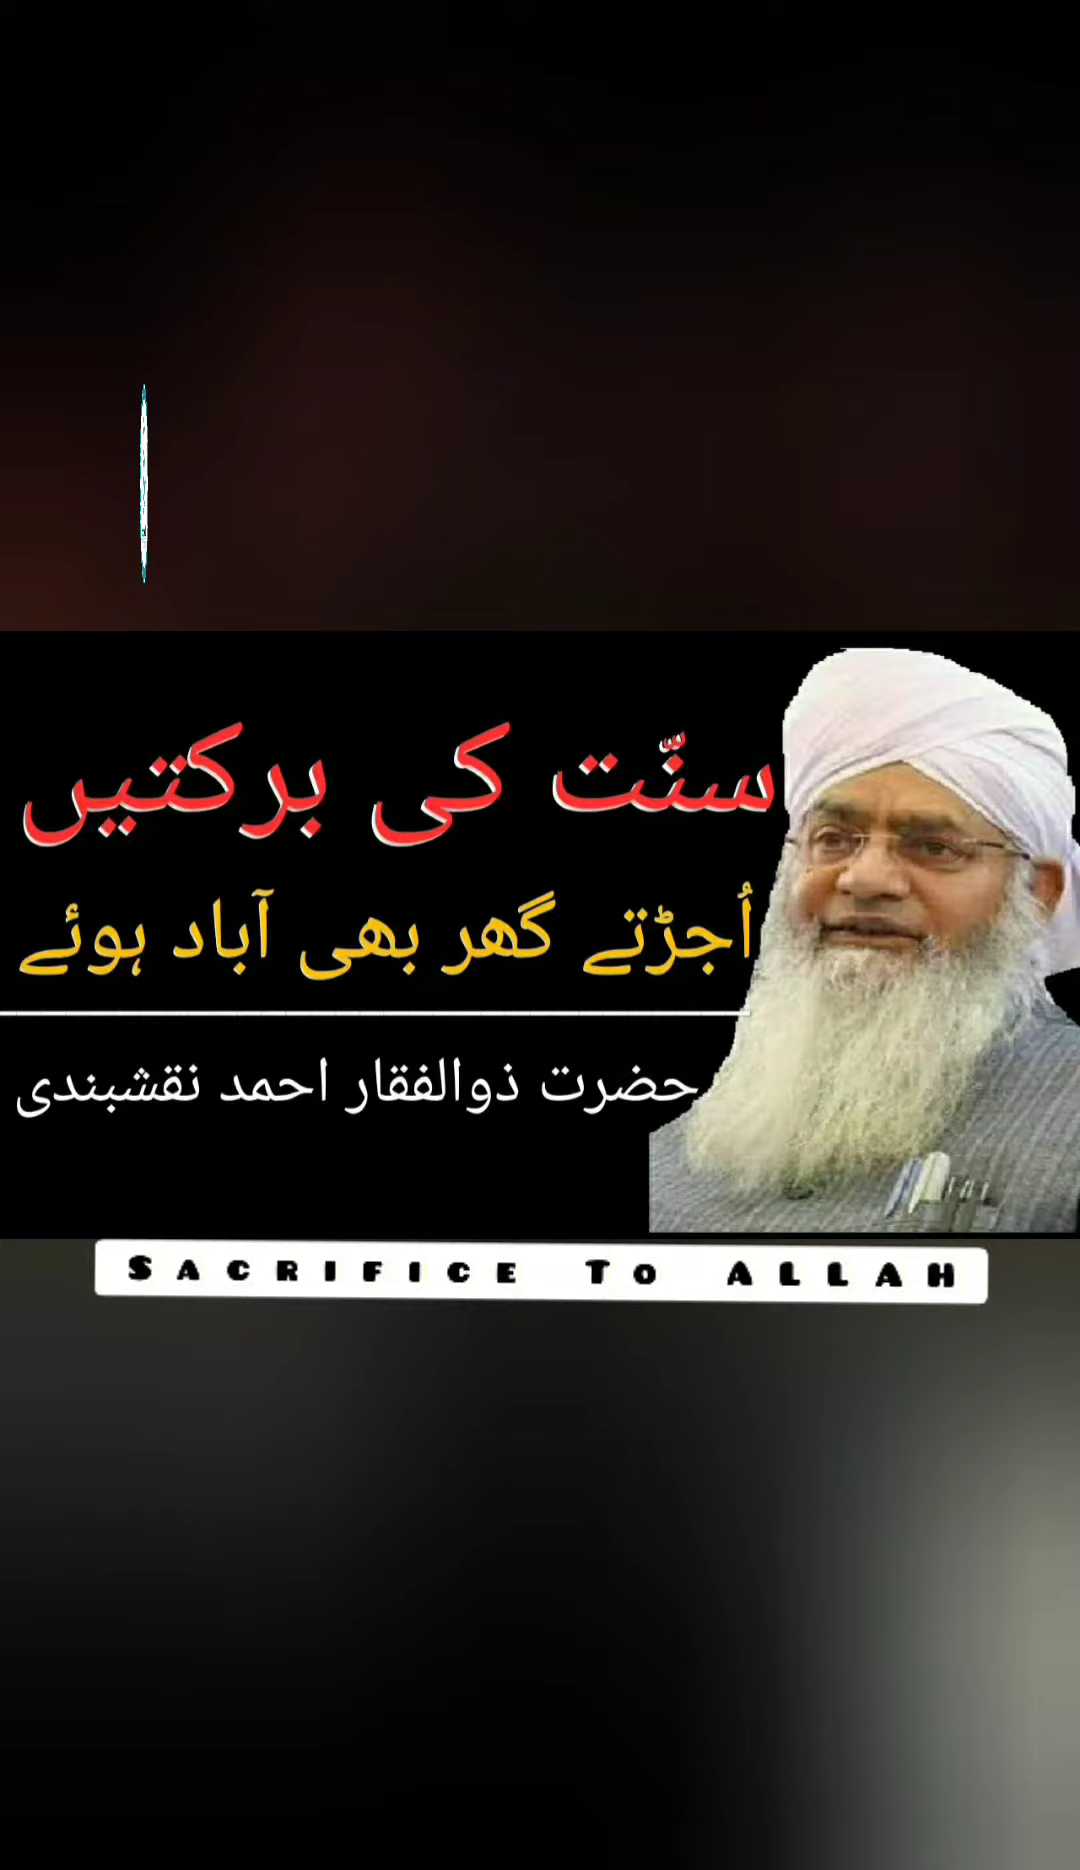 سنّت کی برکتیں
اُجڑتے گھر بھی آباد ہوئے
حضرت ذوالفقار احمد نقشبندی
SACRIFICE TO ALLAH